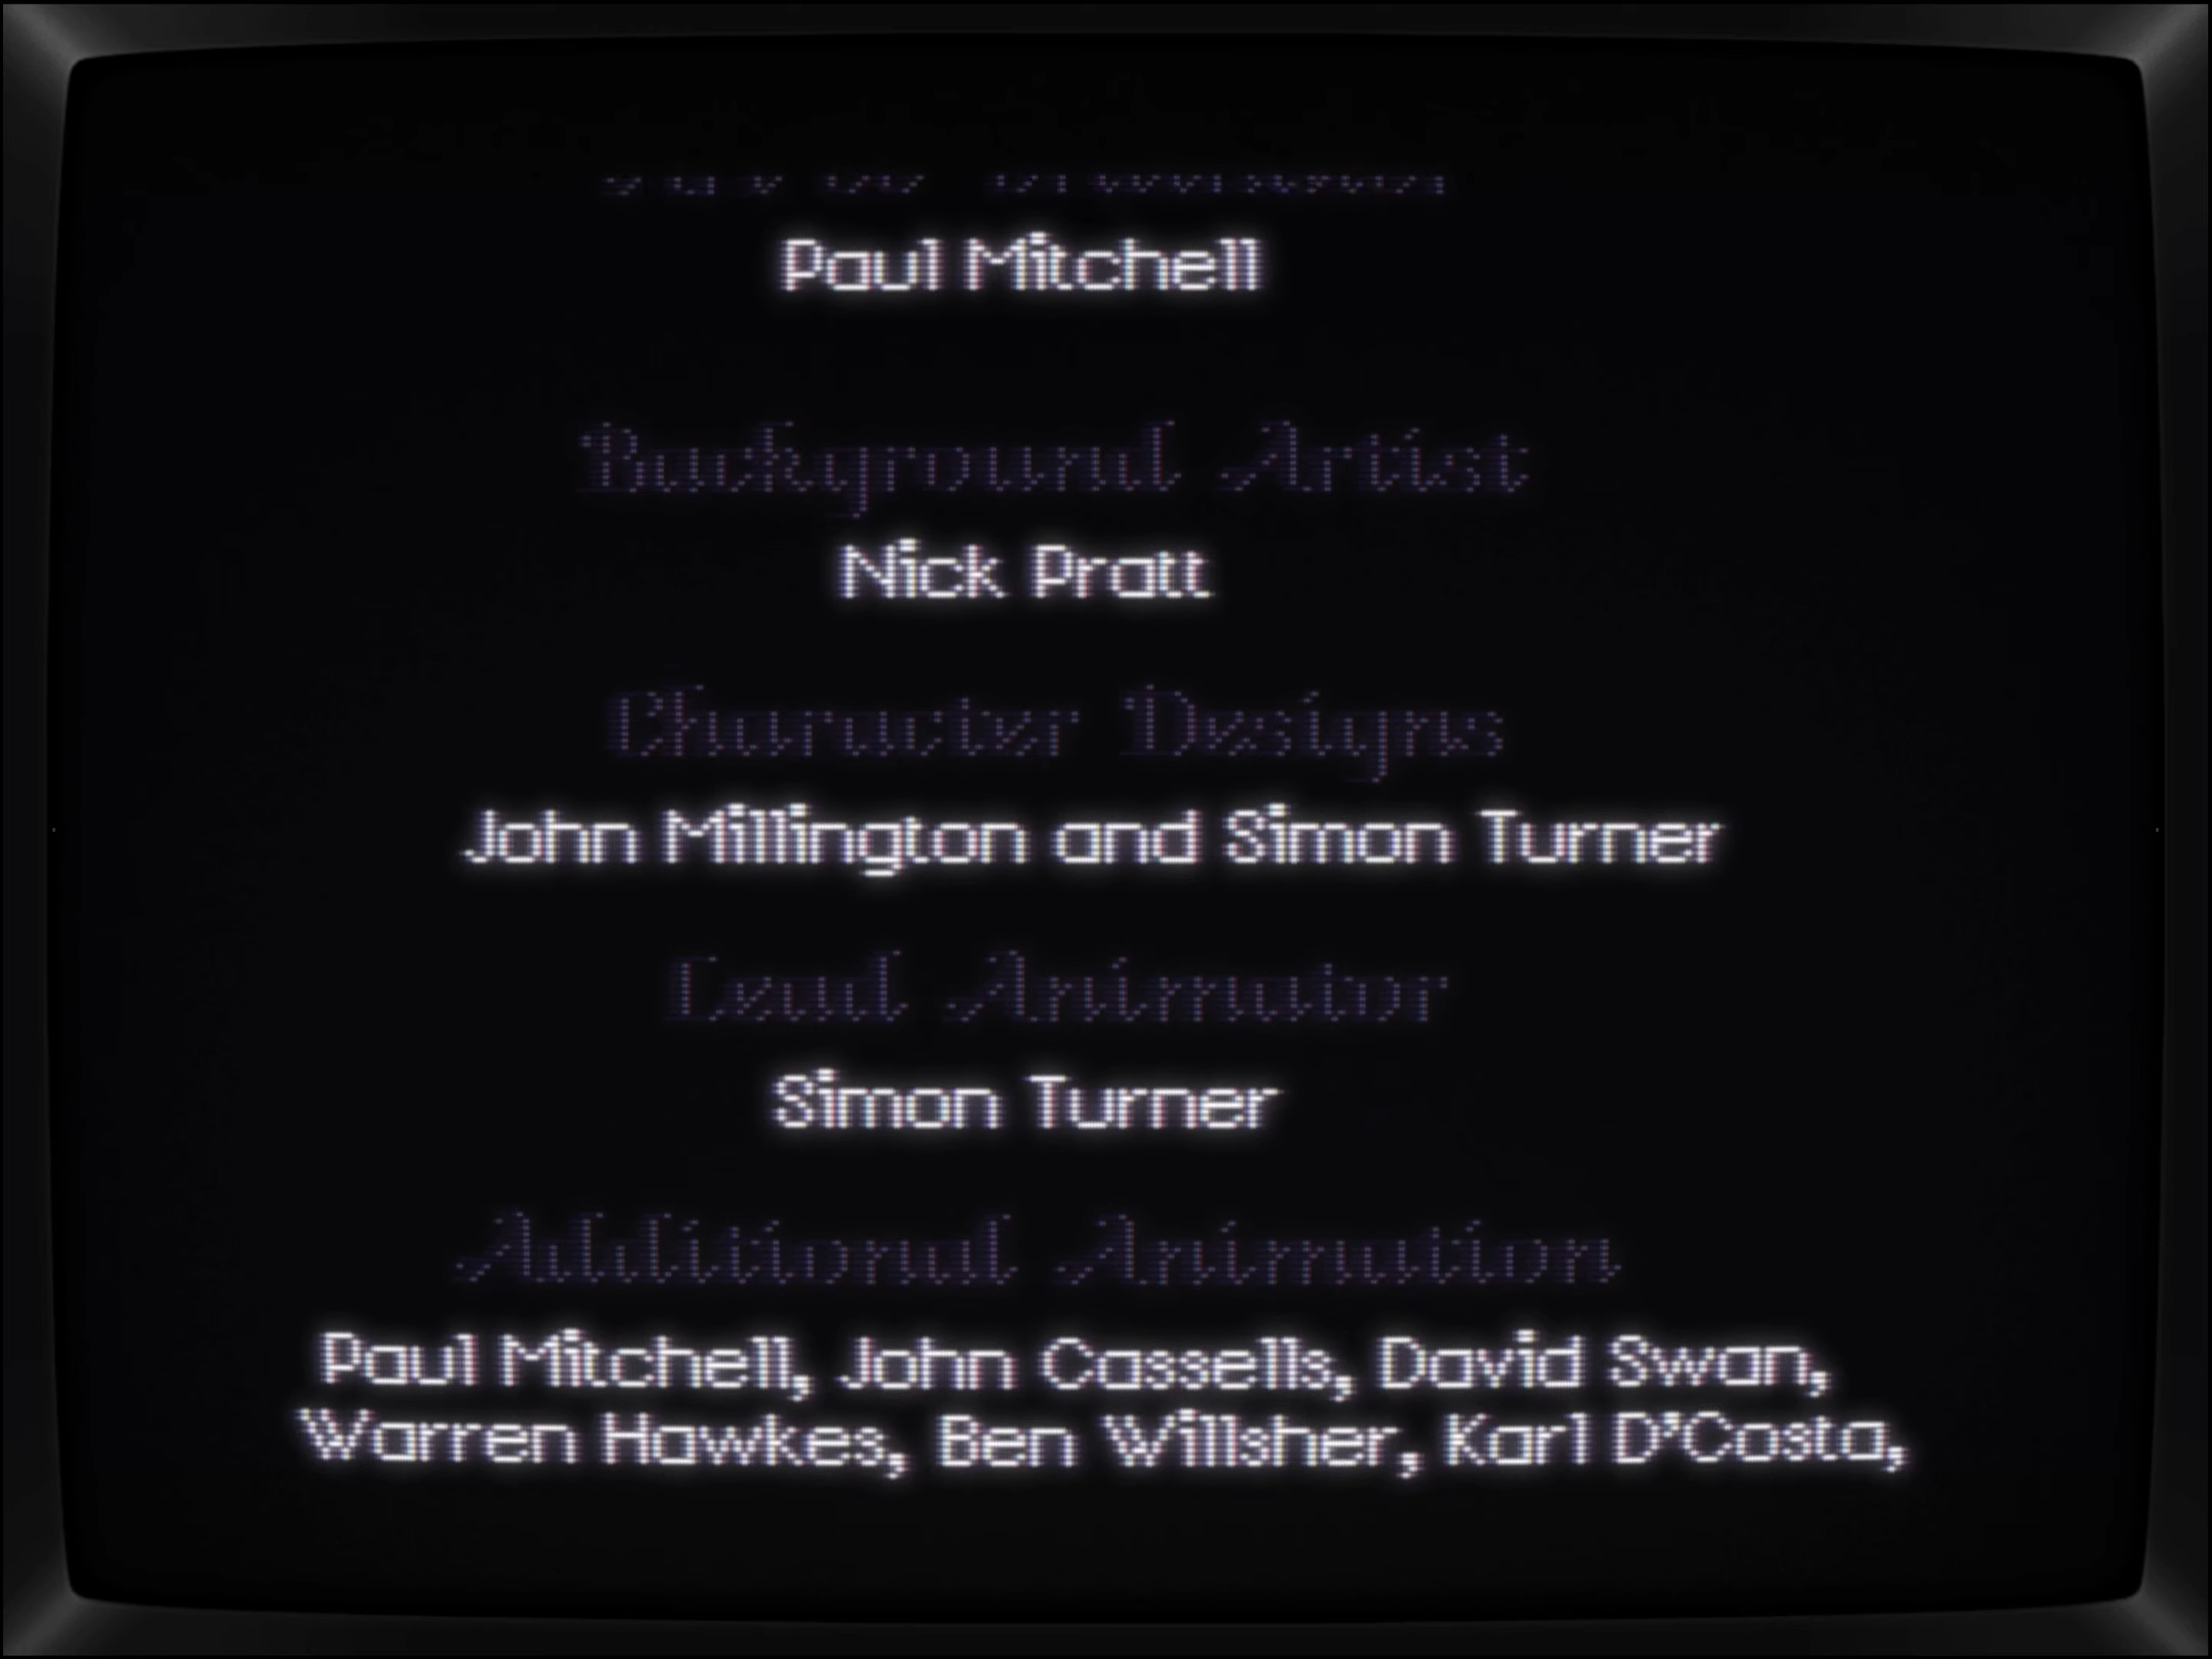 Paul Mitchell
Background Artist
Nick Pratt
Character Designs
John Millington and Simon Turner
Lead Animator
Simon Turner
Additional Animation
Paul Mitchell, John Cassells, David Swan,
Warren Hawkes, Ben Willsher, Karl D'Costa,